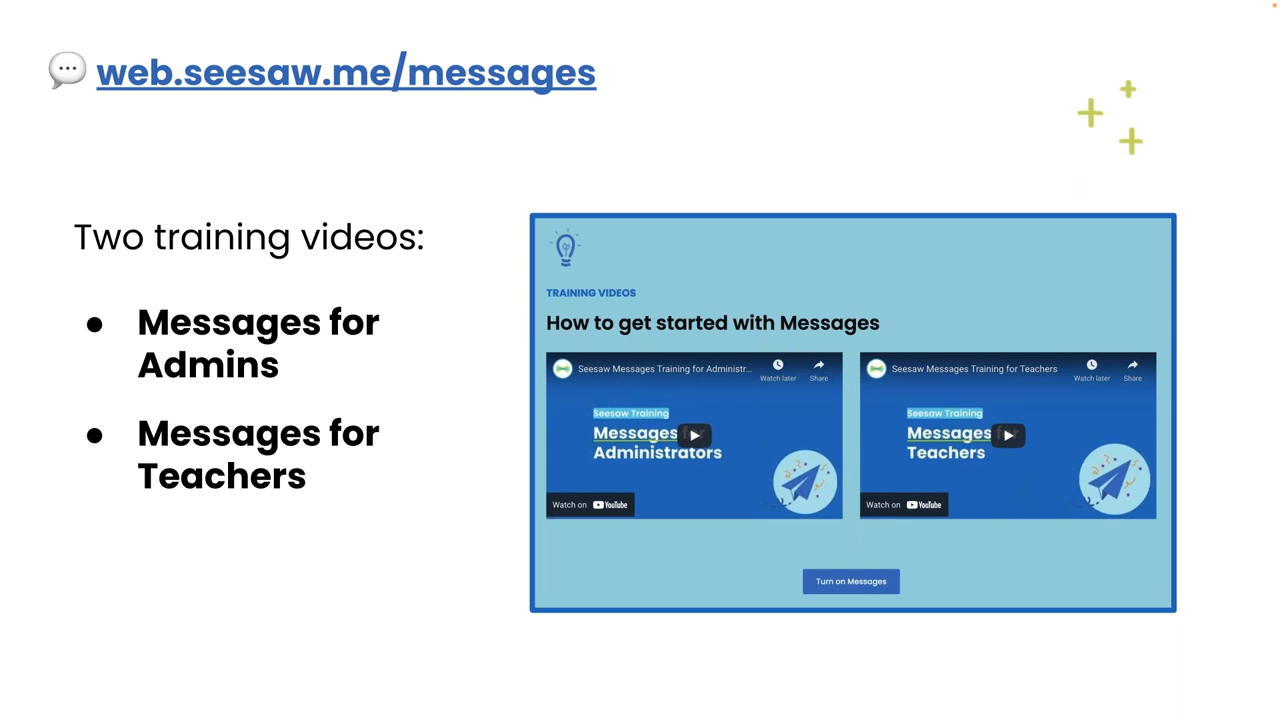 web.seesaw.me/messages
Two training videos:
● Messages for
Admins
● Messages for
Teachers
TRAINING VIDEOS
How to get started with Messages
Seesaw Messages Training for Administr...
Watch later
Share
Seesaw Training
Messages
Administrators
Watch on YouTube
Seesaw Messages Training for Teachers
Watch later
Share
Seesaw Training
Messages
Teachers
Watch on YouTube
Turn on Messages